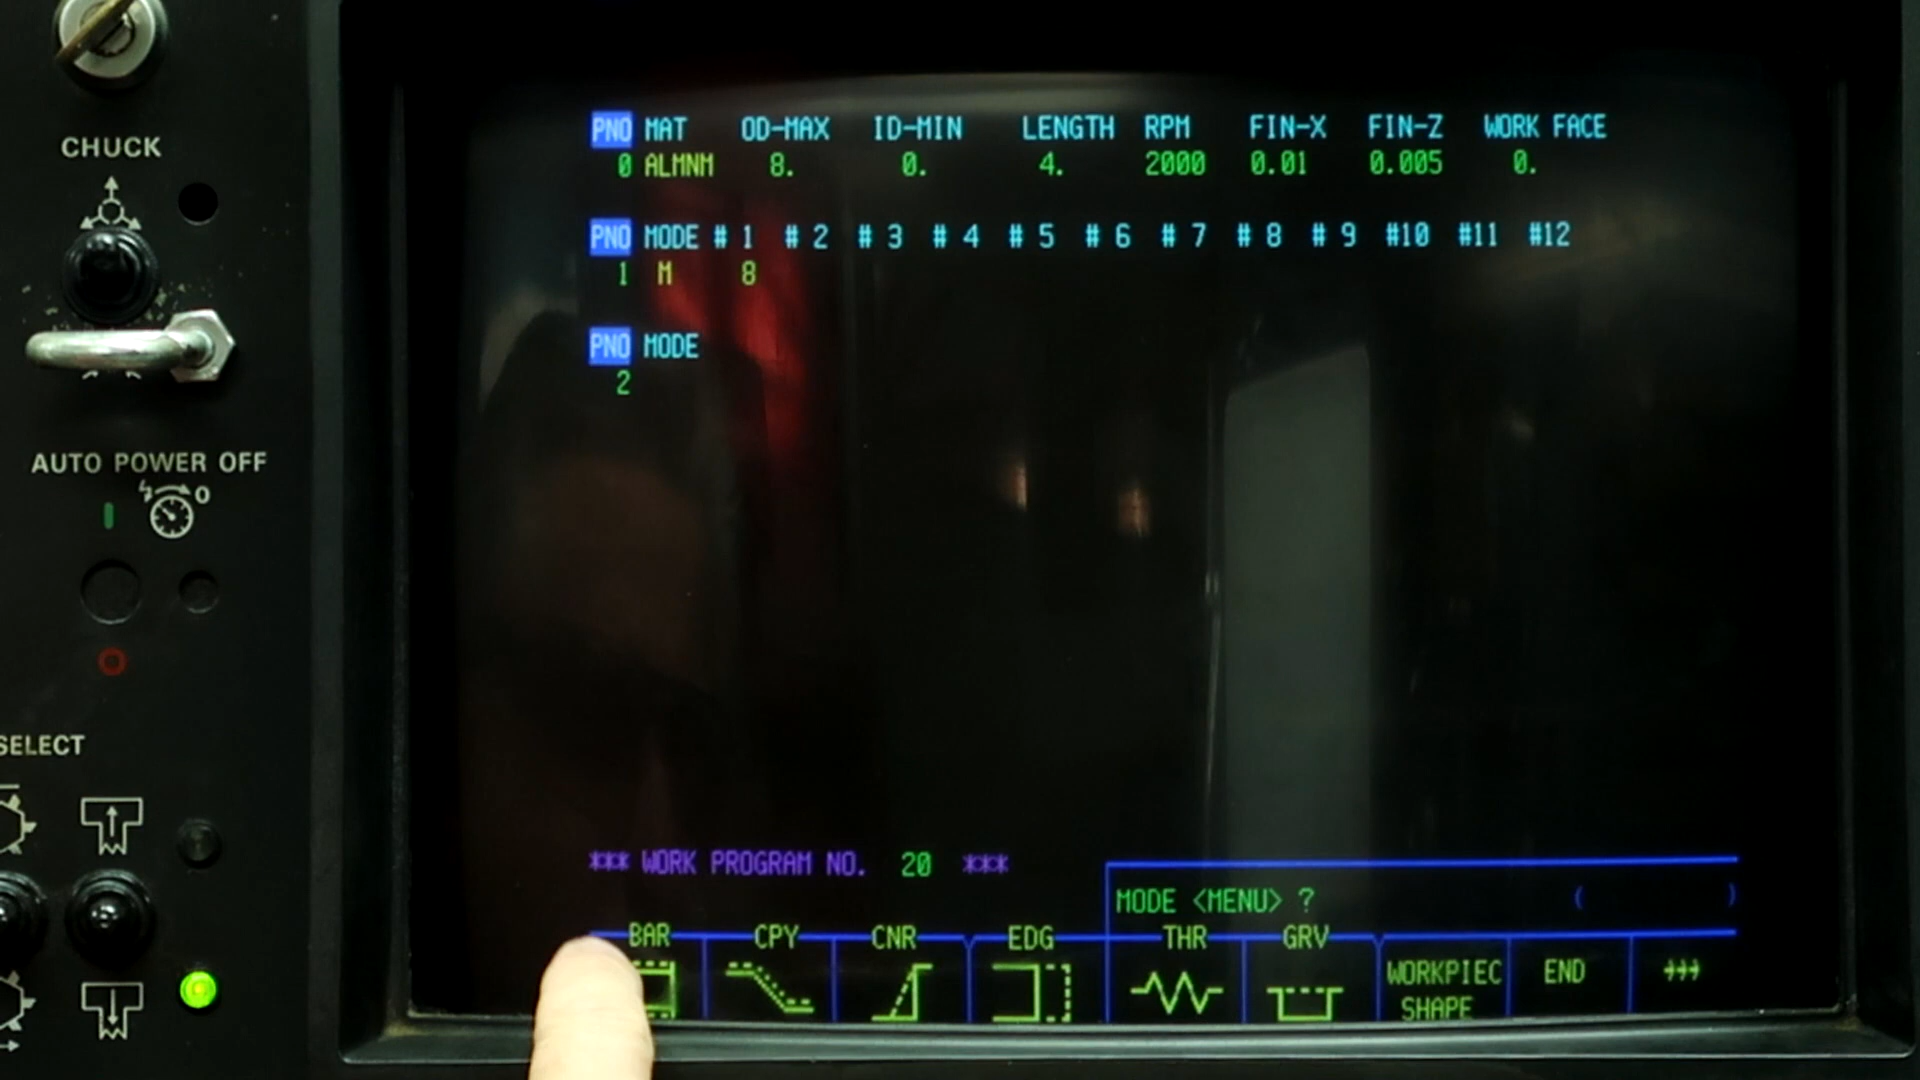 CHUCK
AUTO POWER OFF
O
SELECT
PNO MAT OD-MAX ID-MIN LENGTH RPM FIN-X FIN-Z WORK FACE
0 ALMNM 8. 0. 4. 2000 0.01 0.005 0.
PNO MODE # 1 # 2 # 3 # 4 # 5 # 6 # 7 # 8 # 9 #10 #11 #12
1 M 8
PNO MODE
2
*** WORK PROGRAM NO. 20 ***
MODE <MENU> ? ( )
BAR CPY CNR EDG THR GRV
WORKPIEC
SHAPE
END